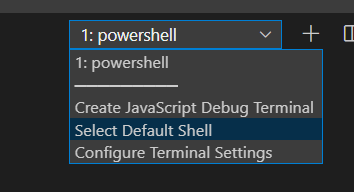 1: powershell
1: powershell
Create JavaScript Debug Terminal
Select Default Shell
Configure Terminal Settings